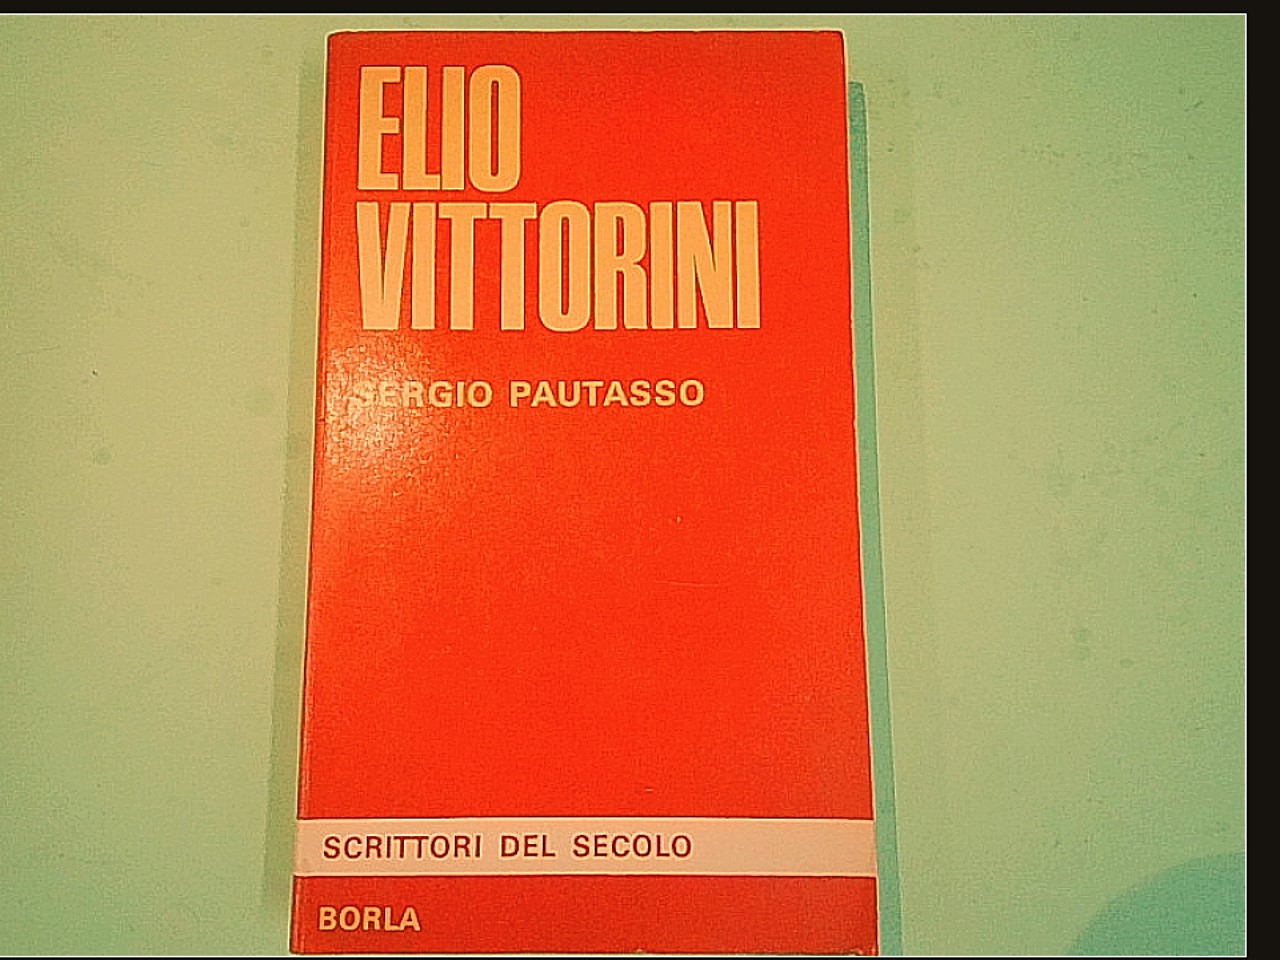 ELIO
VITTORINI
SERGIO PAUTASSO
SCRITTORI DEL SECOLO
BORLA